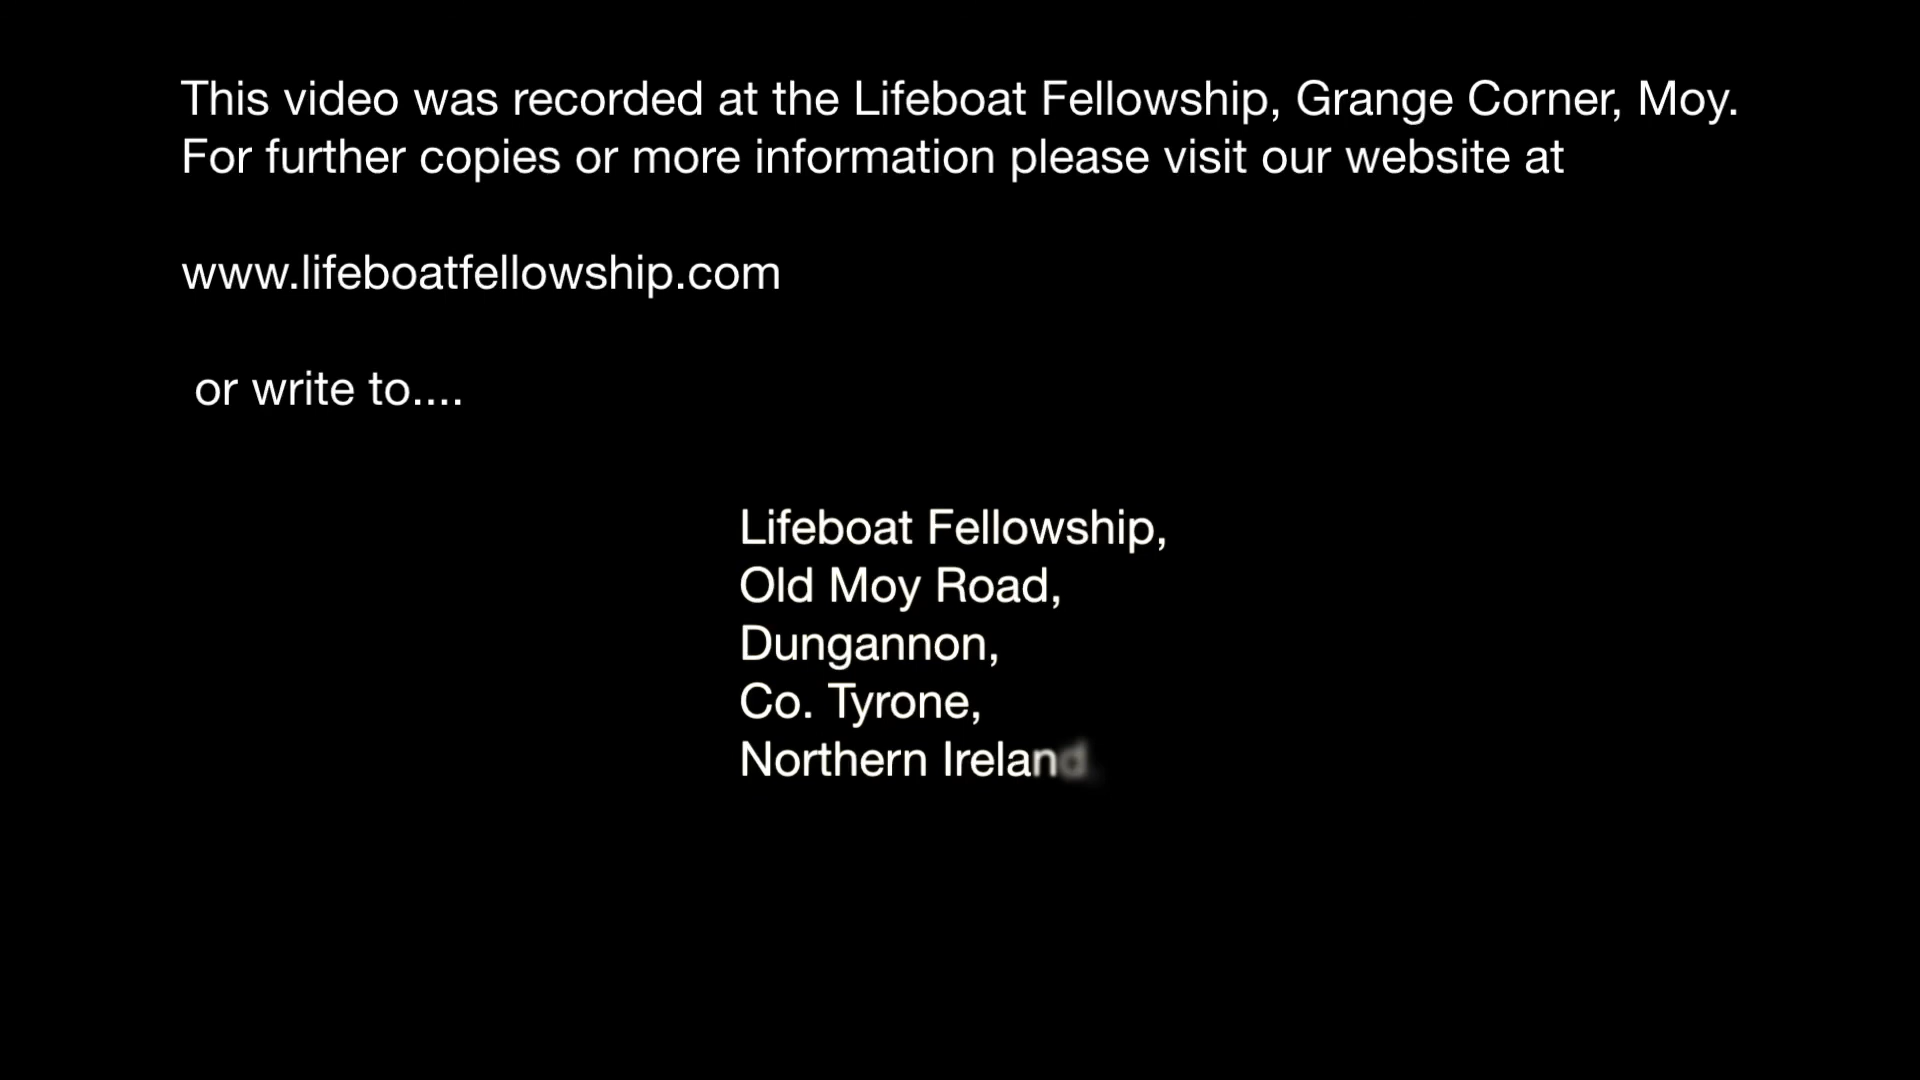 This video was recorded at the Lifeboat Fellowship, Grange Corner, Moy.
For further copies or more information please visit our website at
www.lifeboatfellowship.com
or write to....
Lifeboat Fellowship,
Old Moy Road,
Dungannon,
Co. Tyrone,
Northern Ireland